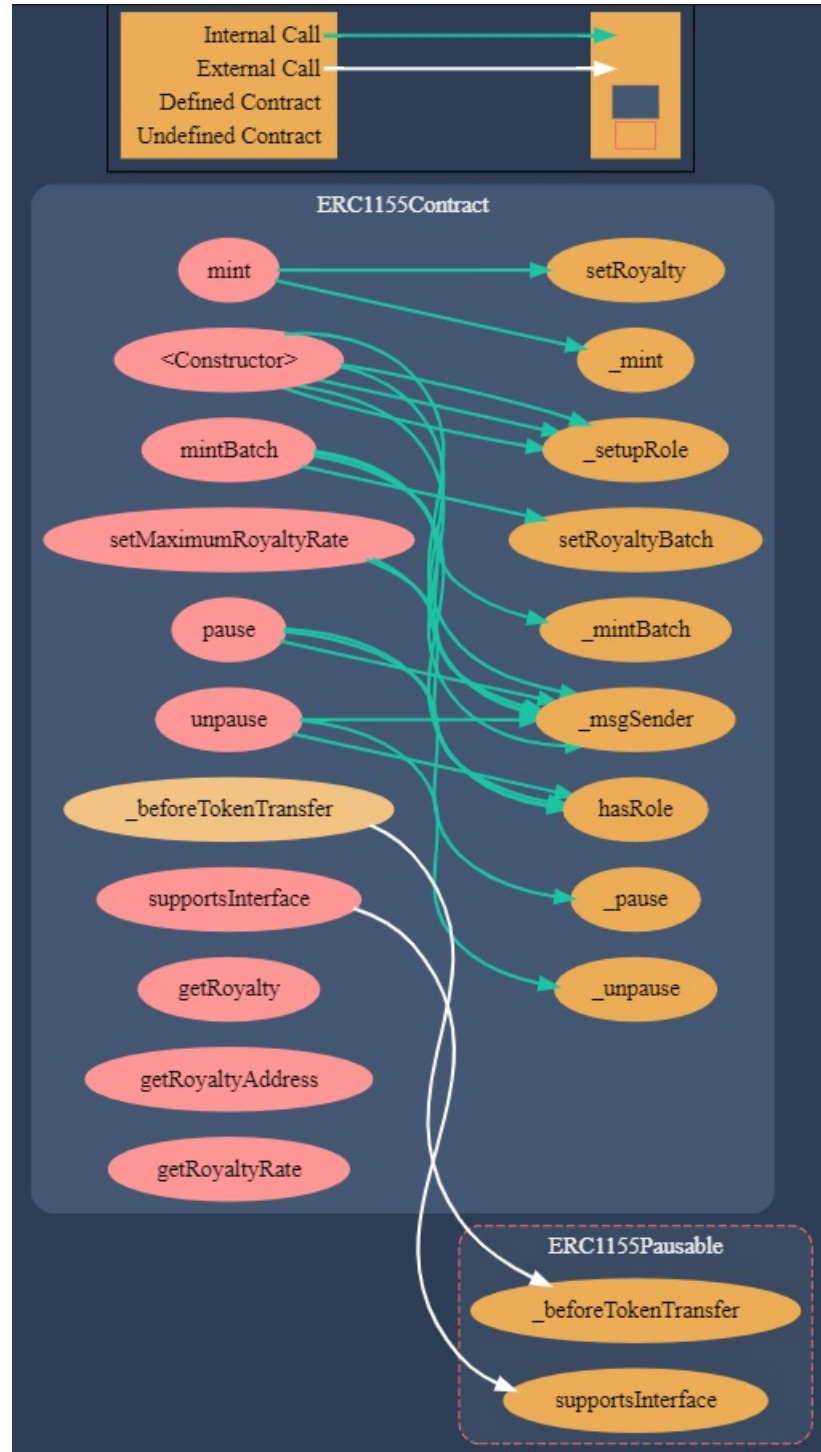 Internal Call
External Call
Defined Contract
Undefined Contract
ERC1155Contract
mint
setRoyalty
<Constructor>
_mint
mintBatch
_setupRole
setMaximumRoyaltyRate
setRoyaltyBatch
pause
_mintBatch
unpause
_msgSender
_beforeTokenTransfer
hasRole
supportsInterface
_pause
getRoyalty
_unpause
getRoyaltyAddress
getRoyaltyRate
ERC1155Pausable
_beforeTokenTransfer
supportsInterface